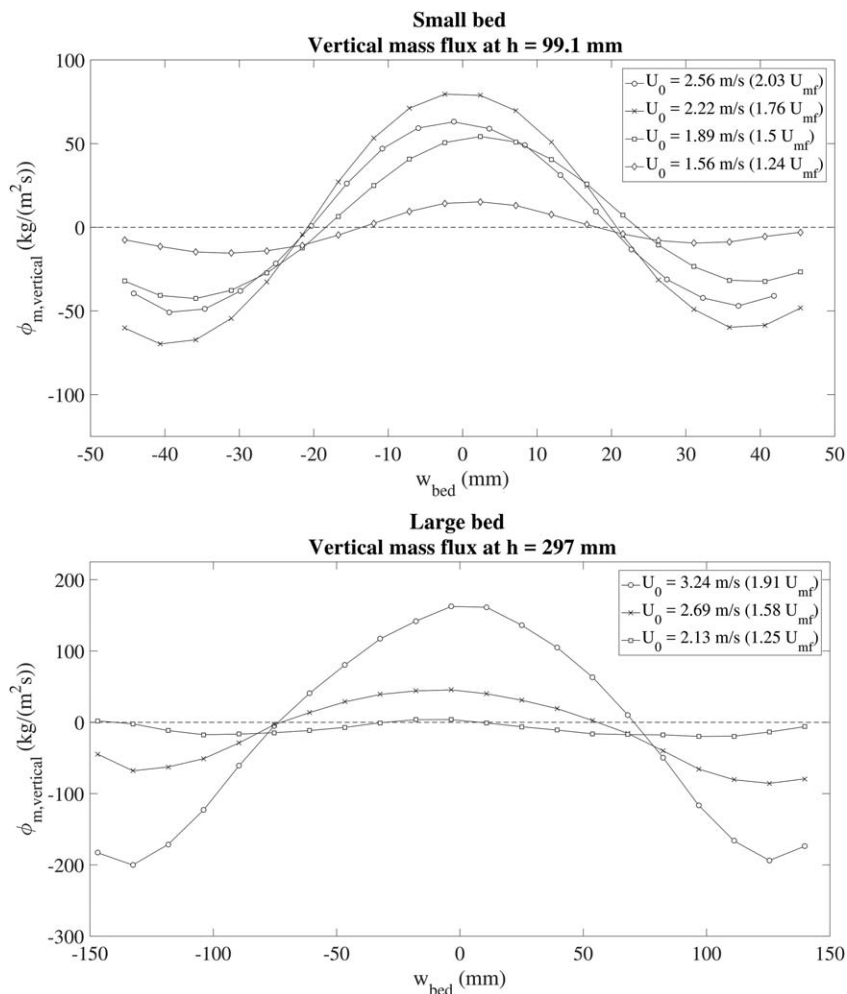 Small bed
Vertical mass flux at h = 99.1 mm
100
50
0
-50
-100
ϕm,vertical (kg/(m²s))
U0 = 2.56 m/s (2.03 Umf)
U0 = 2.22 m/s (1.76 Umf)
U0 = 1.89 m/s (1.5 Umf)
U0 = 1.56 m/s (1.24 Umf)
-50 -40 -30 -20 -10 0 10 20 30 40 50
wbed (mm)
Large bed
Vertical mass flux at h = 297 mm
200
100
0
-100
-200
-300
ϕm,vertical (kg/(m²s))
U0 = 3.24 m/s (1.91 Umf)
U0 = 2.69 m/s (1.58 Umf)
U0 = 2.13 m/s (1.25 Umf)
-150 -100 -50 0 50 100 150
wbed (mm)